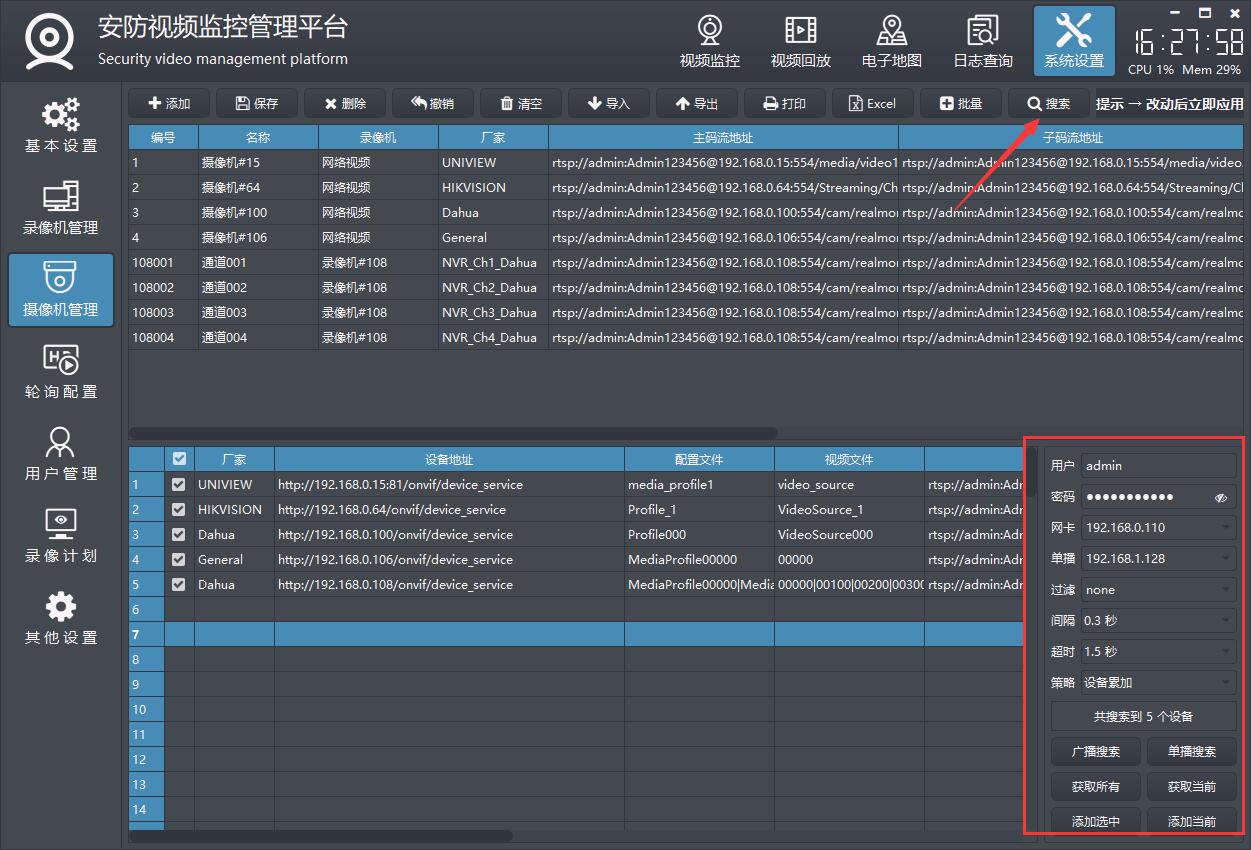 安防视频监控管理平台
Security video management platform
视频监控
视频回放
电子地图
日志查询
系统设置
16:27:58
CPU 1% Mem 29%
基本设置
录像机管理
摄像机管理
轮询配置
用户管理
录像计划
其他设置
添加 保存 删除 撤销 清空 导入 导出 打印 Excel 批量 搜索 提示 → 改动后立即应用
编号 名称 录像机 厂家 主码流地址 子码流地址
1 摄像机#15 网络视频 UNIVIEW rtsp://admin:Admin123456@192.168.0.15:554/media/video1 rtsp://admin:Admin123456@192.168.0.15:554/media/video
2 摄像机#64 网络视频 HIKVISION rtsp://admin:Admin123456@192.168.0.64:554/Streaming/Ch rtsp://admin:Admin123456@192.168.0.64:554/Streaming/Cl
3 摄像机#100 网络视频 Dahua rtsp://admin:Admin123456@192.168.0.100:554/cam/realmo rtsp://admin:Admin123456@192.168.0.100:554/cam/realmo
4 摄像机#106 网络视频 General rtsp://admin:Admin123456@192.168.0.106:554/cam/realmo rtsp://admin:Admin123456@192.168.0.106:554/cam/realmo
108001 通道001 录像机#108 NVR_Ch1_Dahua rtsp://admin:Admin123456@192.168.0.108:554/cam/realmo rtsp://admin:Admin123456@192.168.0.108:554/cam/realmo
108002 通道002 录像机#108 NVR_Ch2_Dahua rtsp://admin:Admin123456@192.168.0.108:554/cam/realmo rtsp://admin:Admin123456@192.168.0.108:554/cam/realmo
108003 通道003 录像机#108 NVR_Ch3_Dahua rtsp://admin:Admin123456@192.168.0.108:554/cam/realmo rtsp://admin:Admin123456@192.168.0.108:554/cam/realmo
108004 通道004 录像机#108 NVR_Ch4_Dahua rtsp://admin:Admin123456@192.168.0.108:554/cam/realmo rtsp://admin:Admin123456@192.168.0.108:554/cam/realmo
厂家 设备地址 配置文件 视频文件
1 UNIVIEW http://192.168.0.15:81/onvif/device_service media_profile1 video_source rtsp://admin:Adr
2 HIKVISION http://192.168.0.64/onvif/device_service Profile_1 VideoSource_1 rtsp://admin:Adr
3 Dahua http://192.168.0.100/onvif/device_service Profile000 VideoSource000 rtsp://admin:Adr
4 General http://192.168.0.106/onvif/device_service MediaProfile00000 00000 rtsp://admin:Adr
5 Dahua http://192.168.0.108/onvif/device_service MediaProfile00000|Media 00000|00100|00200|00300 rtsp://admin:Adr
6
7
8
9
10
11
12
13
14
用户 admin
密码 ●●●●●●●●●●●
网卡 192.168.0.110
单播 192.168.1.128
过滤 none
间隔 0.3 秒
超时 1.5 秒
策略 设备累加
共搜索到 5 个设备
广播搜索 单播搜索
获取所有 获取当前
添加选中 添加当前